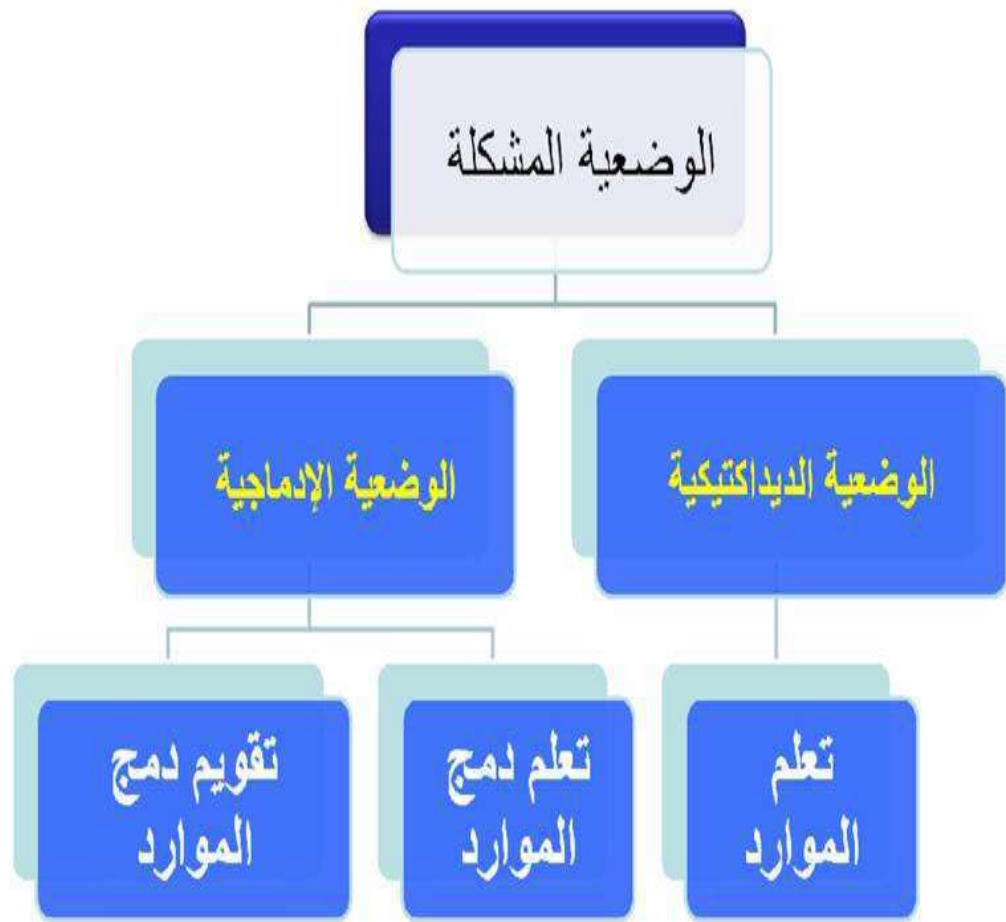 الوضعية المشكلة
الوضعية الديداكتيكية
الوضعية الإدماجية
تعلم
الموارد
تعلم دمج
الموارد
تقويم دمج
الموارد